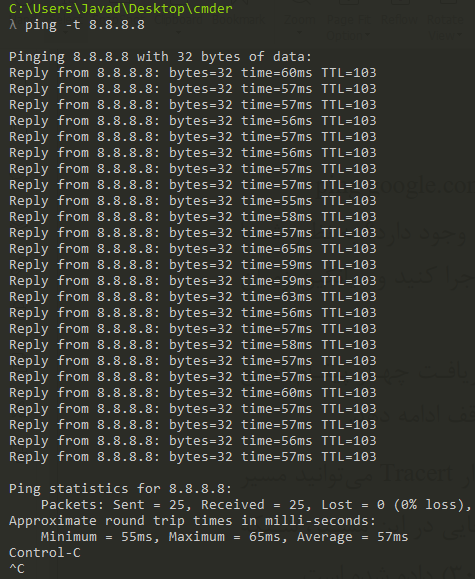 C:\Users\Javad\Desktop\cmder
λ ping -t 8.8.8.8
Pinging 8.8.8.8 with 32 bytes of data:
Reply from 8.8.8.8: bytes=32 time=60ms TTL=103
Reply from 8.8.8.8: bytes=32 time=57ms TTL=103
Reply from 8.8.8.8: bytes=32 time=57ms TTL=103
Reply from 8.8.8.8: bytes=32 time=56ms TTL=103
Reply from 8.8.8.8: bytes=32 time=57ms TTL=103
Reply from 8.8.8.8: bytes=32 time=56ms TTL=103
Reply from 8.8.8.8: bytes=32 time=57ms TTL=103
Reply from 8.8.8.8: bytes=32 time=57ms TTL=103
Reply from 8.8.8.8: bytes=32 time=55ms TTL=103
Reply from 8.8.8.8: bytes=32 time=58ms TTL=103
Reply from 8.8.8.8: bytes=32 time=57ms TTL=103
Reply from 8.8.8.8: bytes=32 time=65ms TTL=103
Reply from 8.8.8.8: bytes=32 time=59ms TTL=103
Reply from 8.8.8.8: bytes=32 time=59ms TTL=103
Reply from 8.8.8.8: bytes=32 time=63ms TTL=103
Reply from 8.8.8.8: bytes=32 time=56ms TTL=103
Reply from 8.8.8.8: bytes=32 time=57ms TTL=103
Reply from 8.8.8.8: bytes=32 time=58ms TTL=103
Reply from 8.8.8.8: bytes=32 time=57ms TTL=103
Reply from 8.8.8.8: bytes=32 time=57ms TTL=103
Reply from 8.8.8.8: bytes=32 time=60ms TTL=103
Reply from 8.8.8.8: bytes=32 time=57ms TTL=103
Reply from 8.8.8.8: bytes=32 time=57ms TTL=103
Reply from 8.8.8.8: bytes=32 time=56ms TTL=103
Reply from 8.8.8.8: bytes=32 time=57ms TTL=103
Ping statistics for 8.8.8.8:
Packets: Sent = 25, Received = 25, Lost = 0 (0% loss),
Approximate round trip times in milli-seconds:
Minimum = 55ms, Maximum = 65ms, Average = 57ms
Control-C
^C
وجود دارد
ادامه
Tracert می‌توانید مسیر